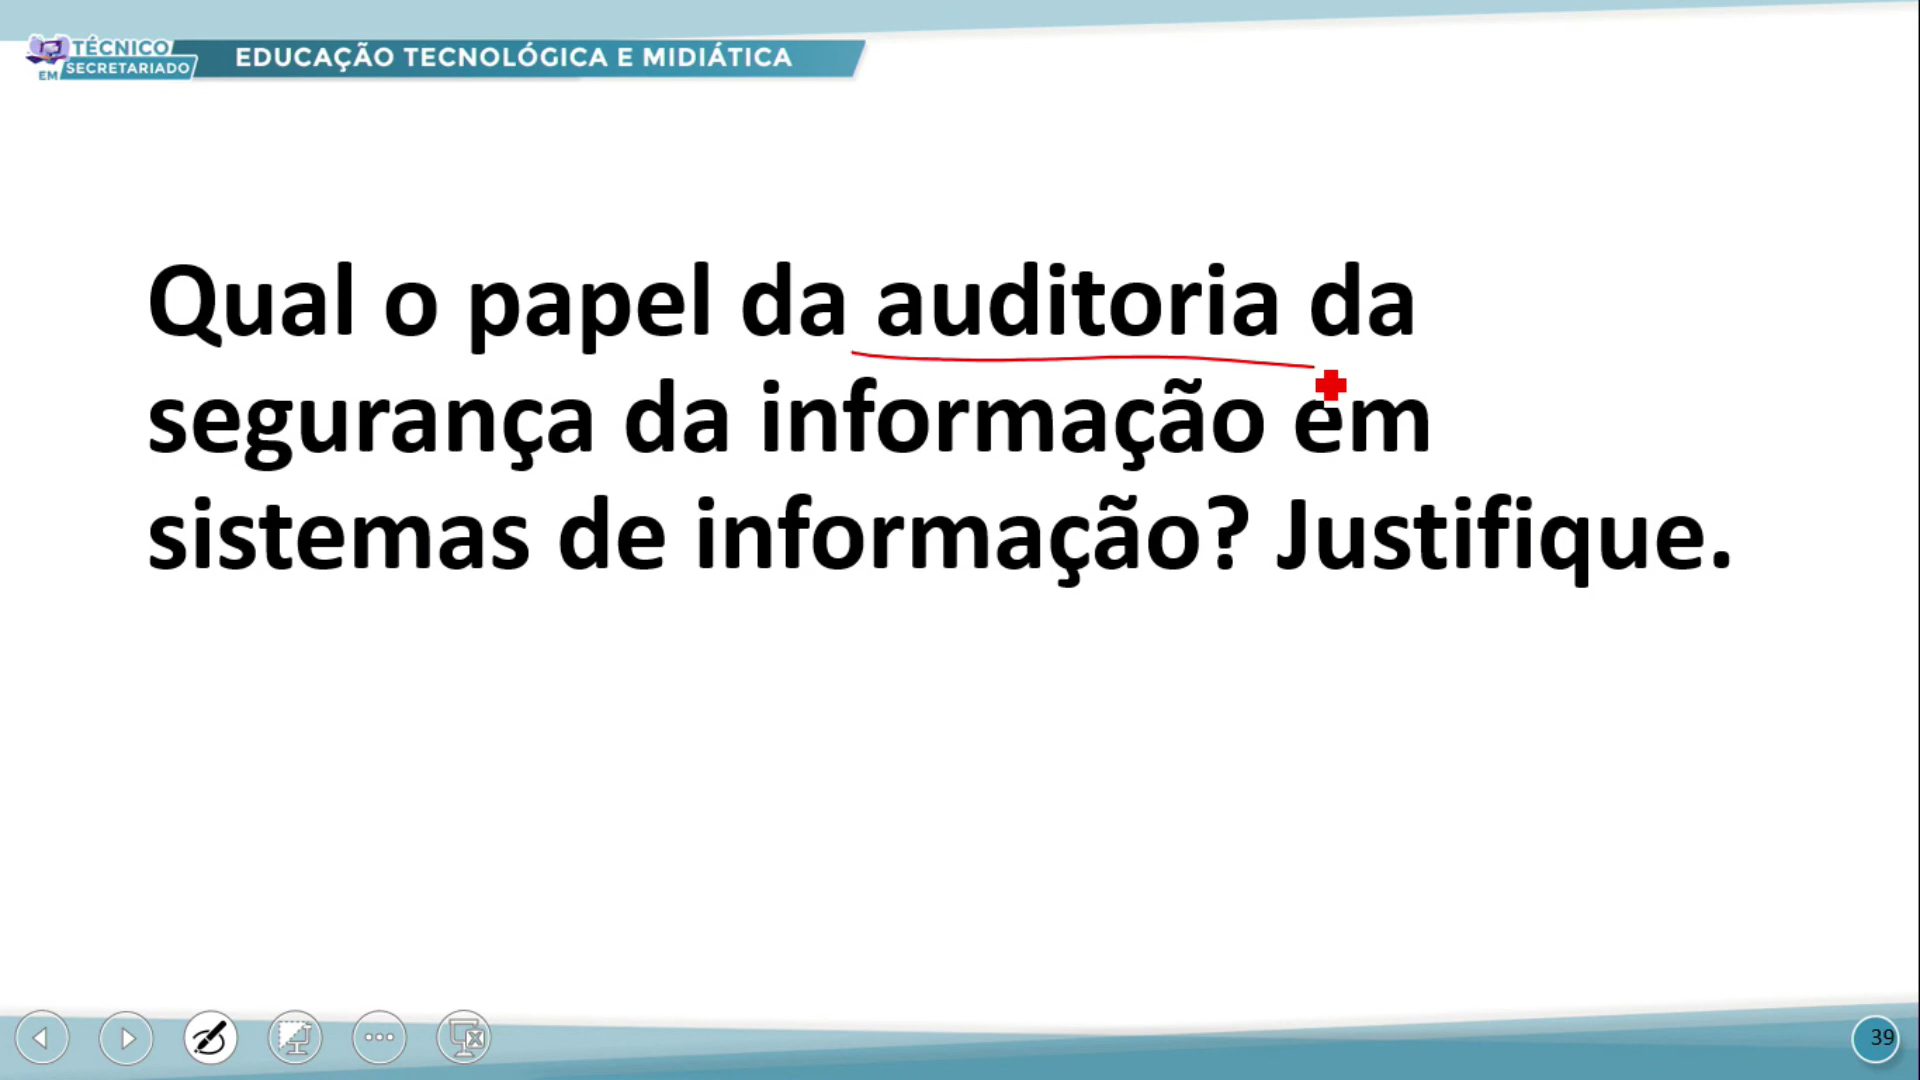 TÉCNICO
EM SECRETARIADO
EDUCAÇÃO TECNOLÓGICA E MIDIÁTICA
Qual o papel da auditoria da
segurança da informação em
sistemas de informação? Justifique.
39